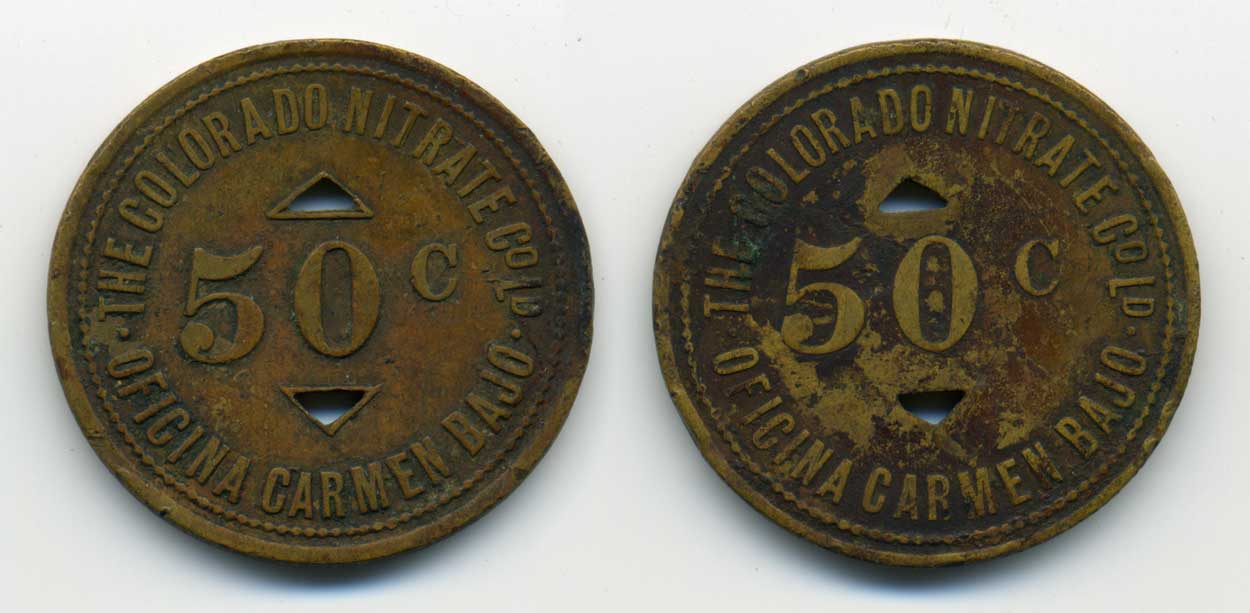 THE COLORADO NITRATE CO LD
50 C
· OFICINA CARMEN BAJO ·
THE COLORADO NITRATE CO LD
50 C
· OFICINA CARMEN BAJO ·